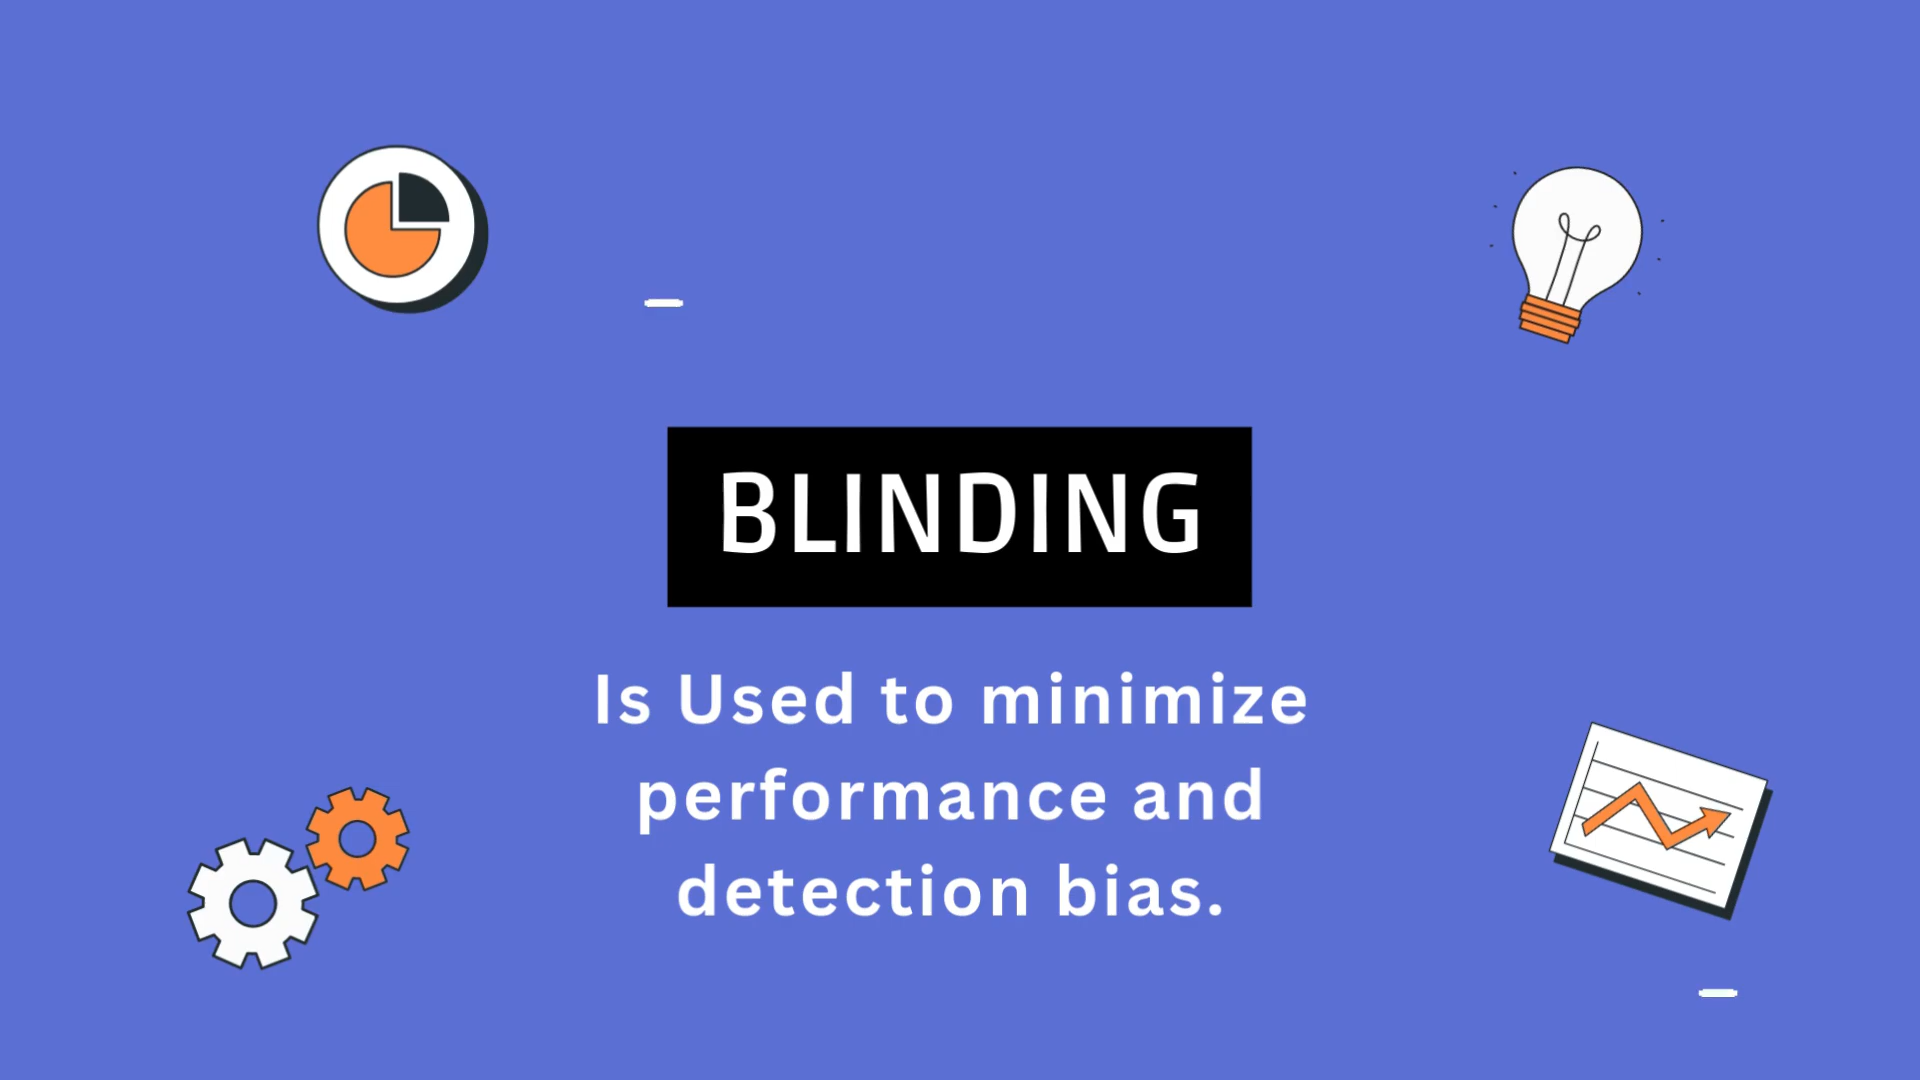 BLINDING
Is Used to minimize
performance and
detection bias.